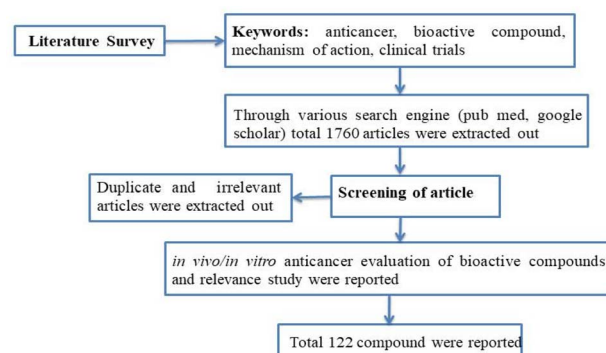 Literature Survey
Keywords: anticancer, bioactive compound,
mechanism of action, clinical trials
Through various search engine (pub med, google
scholar) total 1760 articles were extracted out
Duplicate and irrelevant
articles were extracted out
Screening of article
in vivo/in vitro anticancer evaluation of bioactive compounds
and relevance study were reported
Total 122 compound were reported